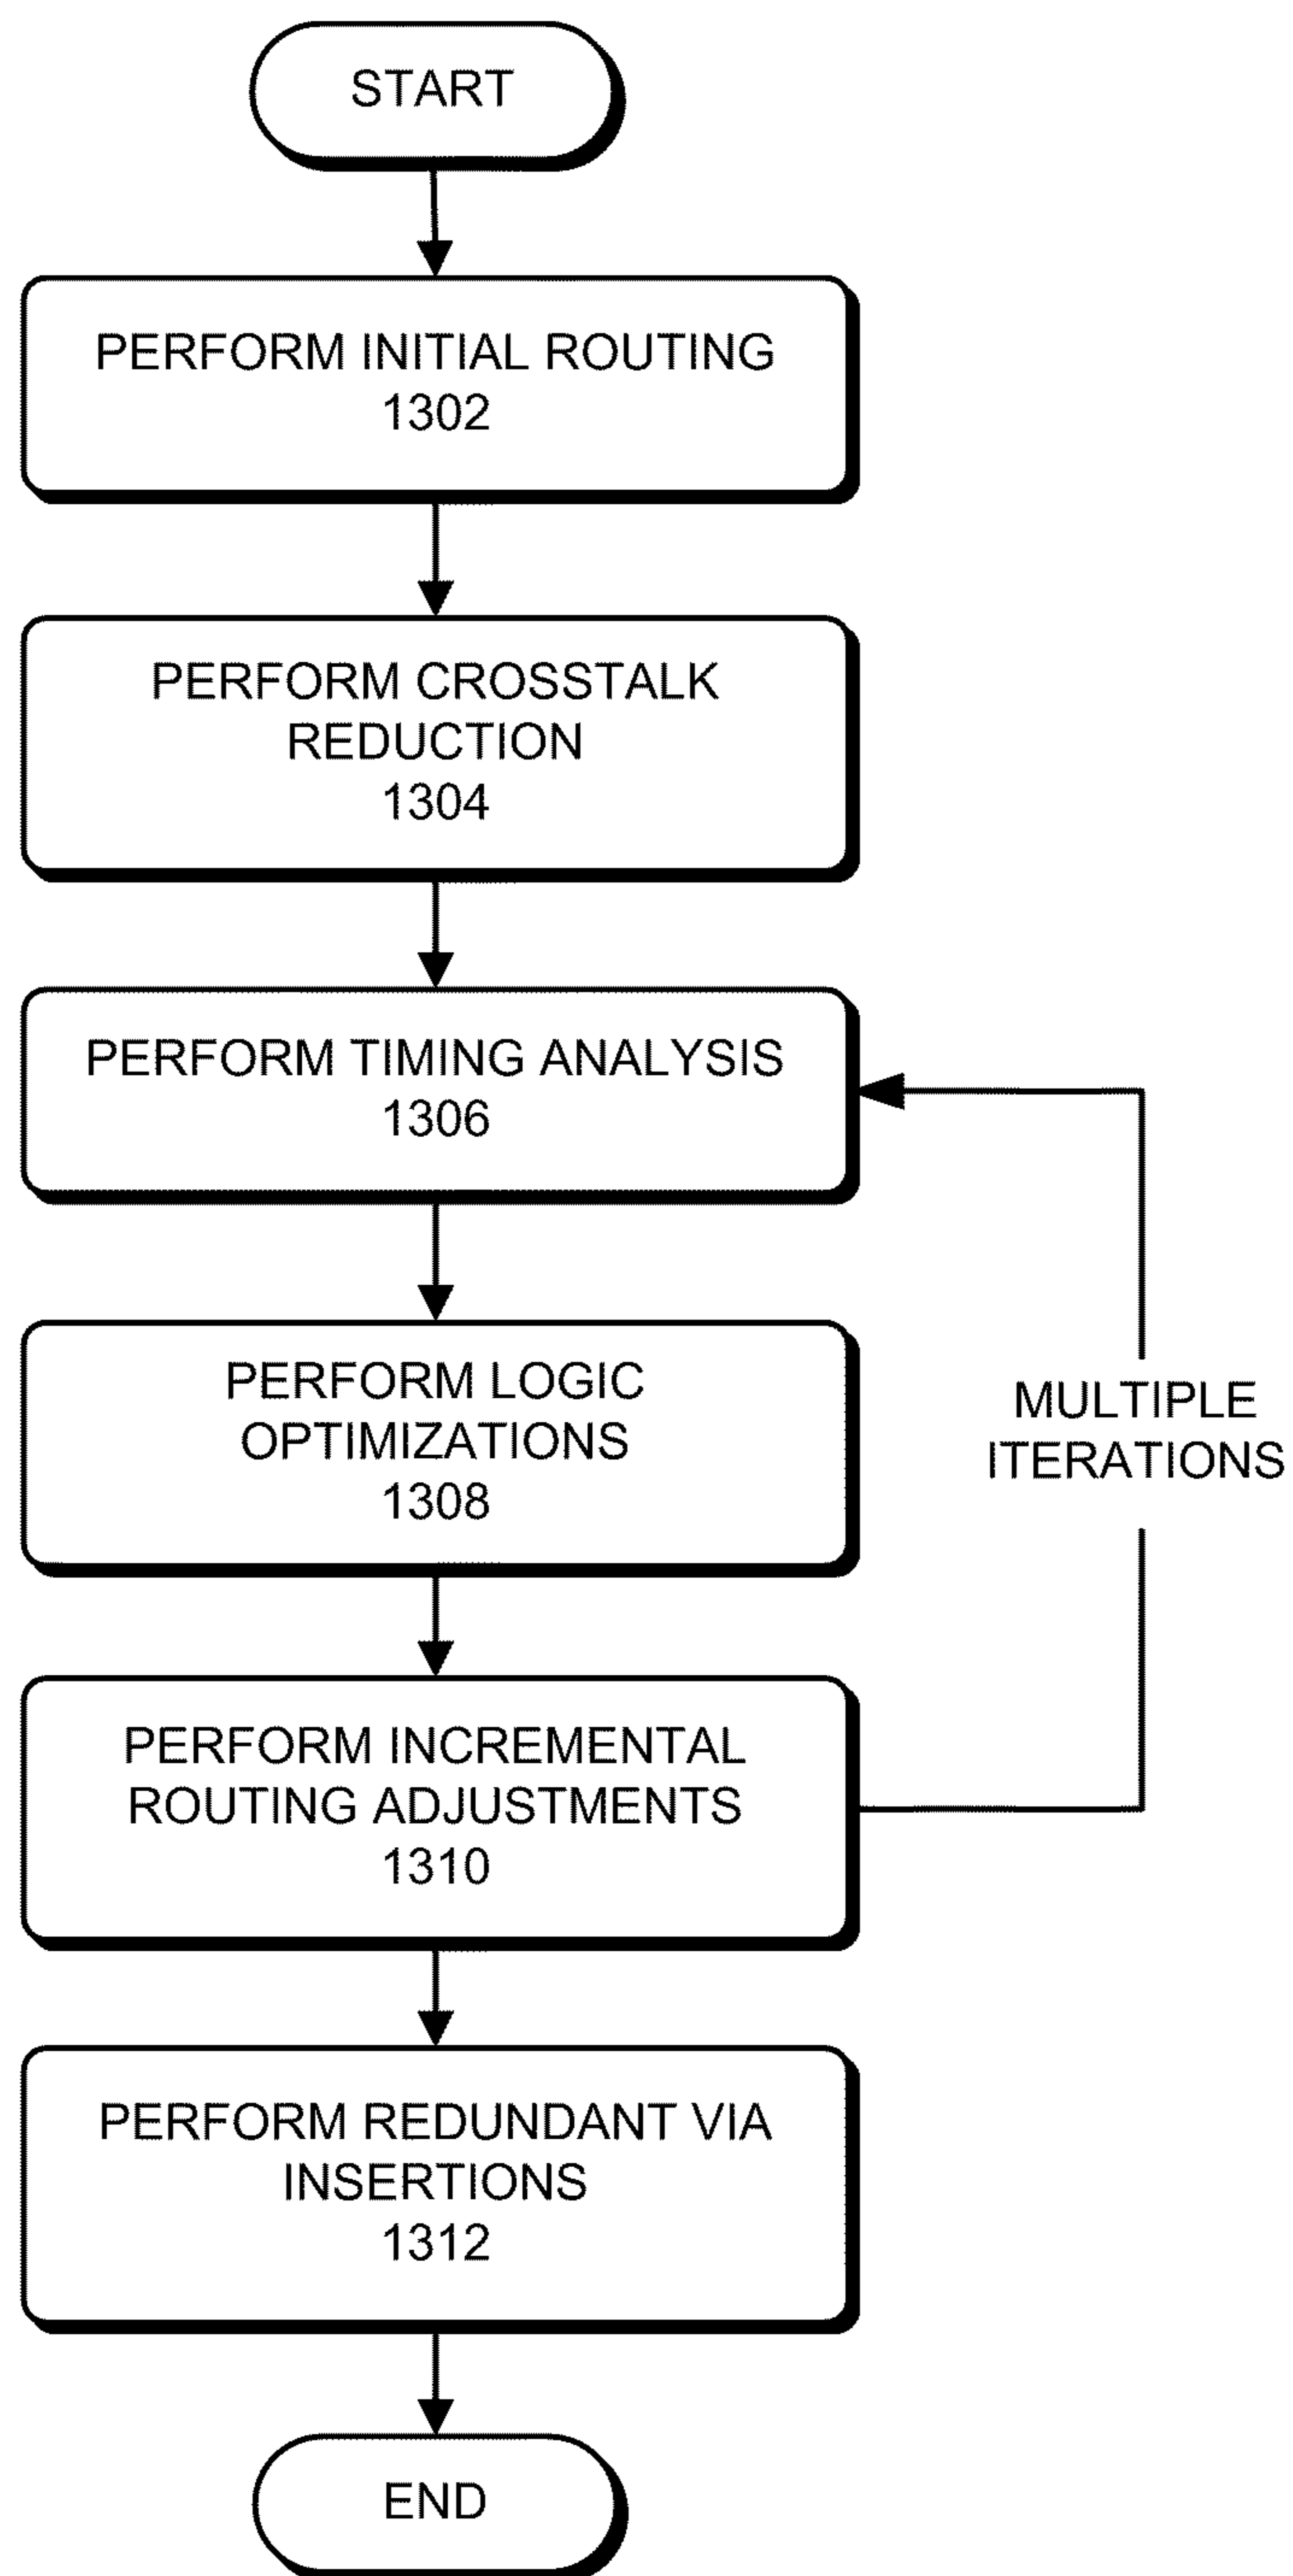 START
PERFORM INITIAL ROUTING
1302
PERFORM CROSSTALK
REDUCTION
1304
PERFORM TIMING ANALYSIS
1306
PERFORM LOGIC
OPTIMIZATIONS
1308
MULTIPLE
ITERATIONS
PERFORM INCREMENTAL
ROUTING ADJUSTMENTS
1310
PERFORM REDUNDANT VIA
INSERTIONS
1312
END